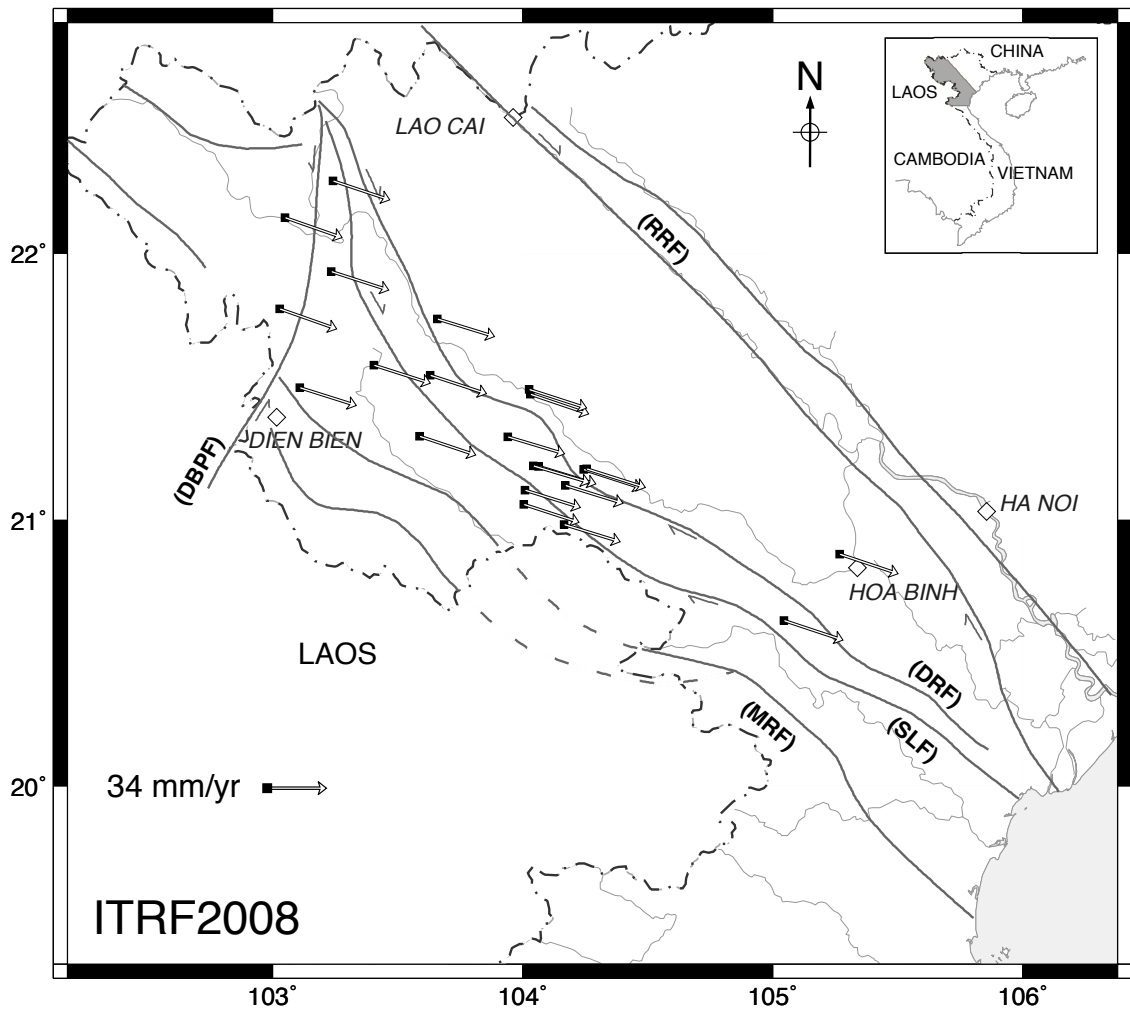 N
CHINA
LAOS
CAMBODIA
VIETNAM
LAO CAI
(RRF)
22°
DIEN BIEN
(DBPF)
21°
HA NOI
HOA BINH
LAOS
(DRF)
(MRF)
(SLF)
34 mm/yr
20°
ITRF2008
103°
104°
105°
106°